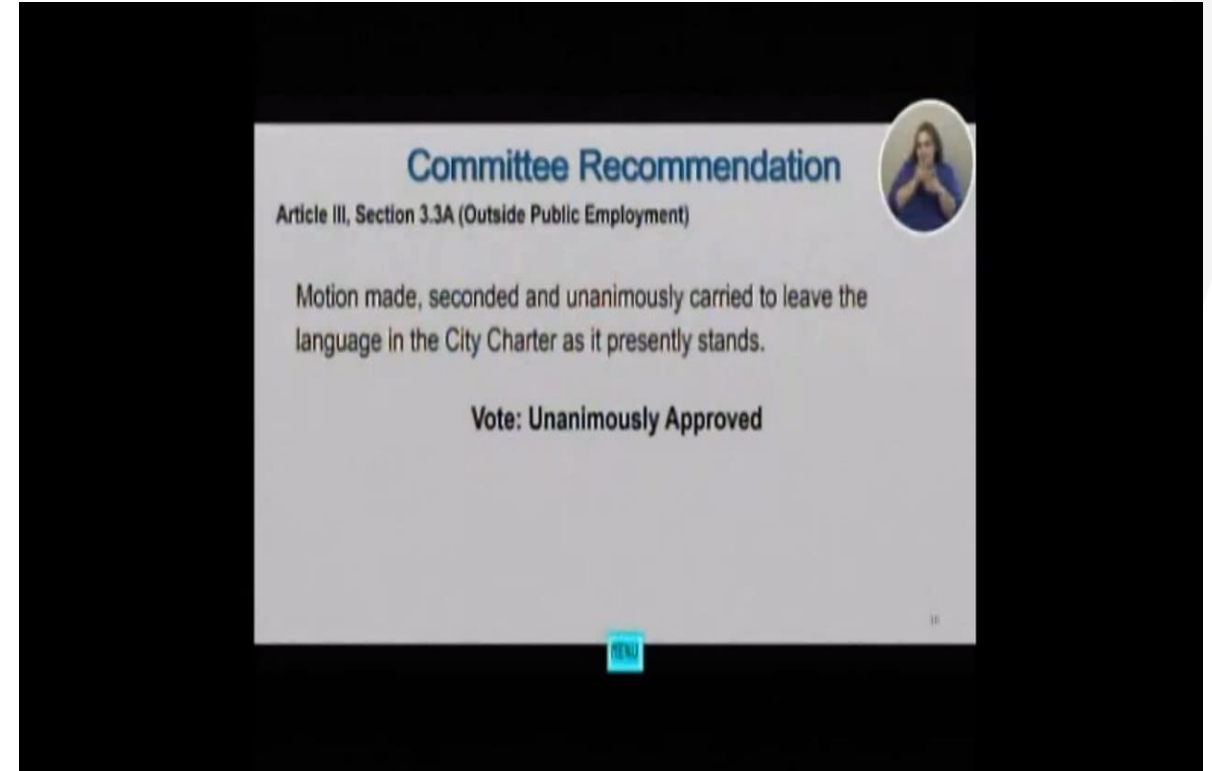 Committee Recommendation
Article III, Section 3.3A (Outside Public Employment)
Motion made, seconded and unanimously carried to leave the
language in the City Charter as it presently stands.
Vote: Unanimously Approved
MENU